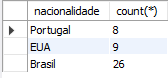 nacionalidade count(*)
Portugal 8
EUA 9
Brasil 26